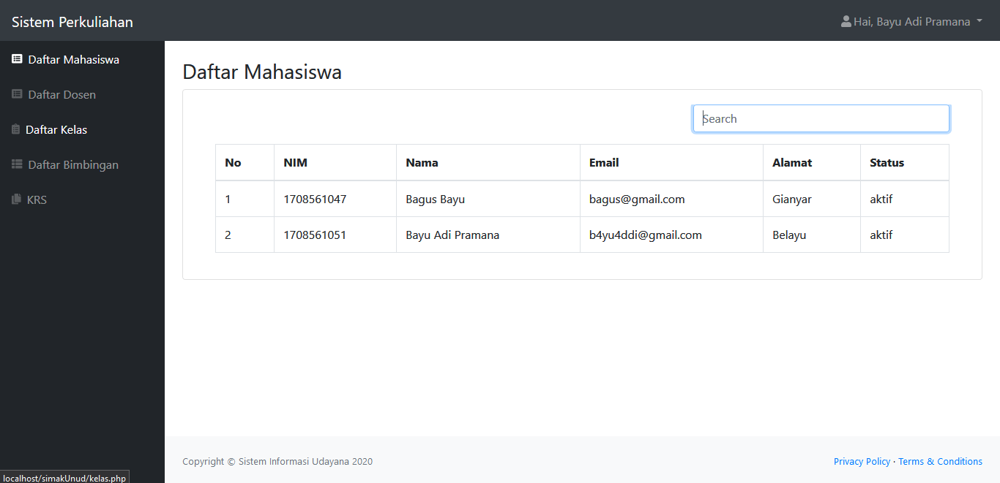 Sistem Perkuliahan
Hai, Bayu Adi Pramana
Daftar Mahasiswa
Daftar Dosen
Daftar Kelas
Daftar Bimbingan
KRS
Daftar Mahasiswa
Search
No NIM Nama Email Alamat Status
1 1708561047 Bagus Bayu bagus@gmail.com Gianyar aktif
2 1708561051 Bayu Adi Pramana b4yu4ddi@gmail.com Belayu aktif
Copyright © Sistem Informasi Udayana 2020
Privacy Policy · Terms & Conditions
localhost/simakUnud/kelas.php